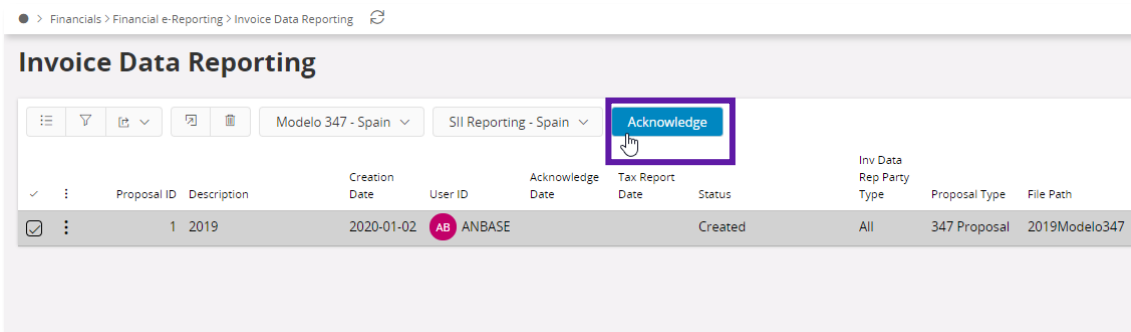 Financials > Financial e-Reporting > Invoice Data Reporting
Invoice Data Reporting
Modelo 347 - Spain SII Reporting - Spain Acknowledge
Proposal ID Description Creation Date User ID Acknowledge Date Tax Report Date Status Inv Data Rep Party Type Proposal Type File Path
1 2019 2020-01-02 AB ANBASE Created All 347 Proposal 2019Modelo347